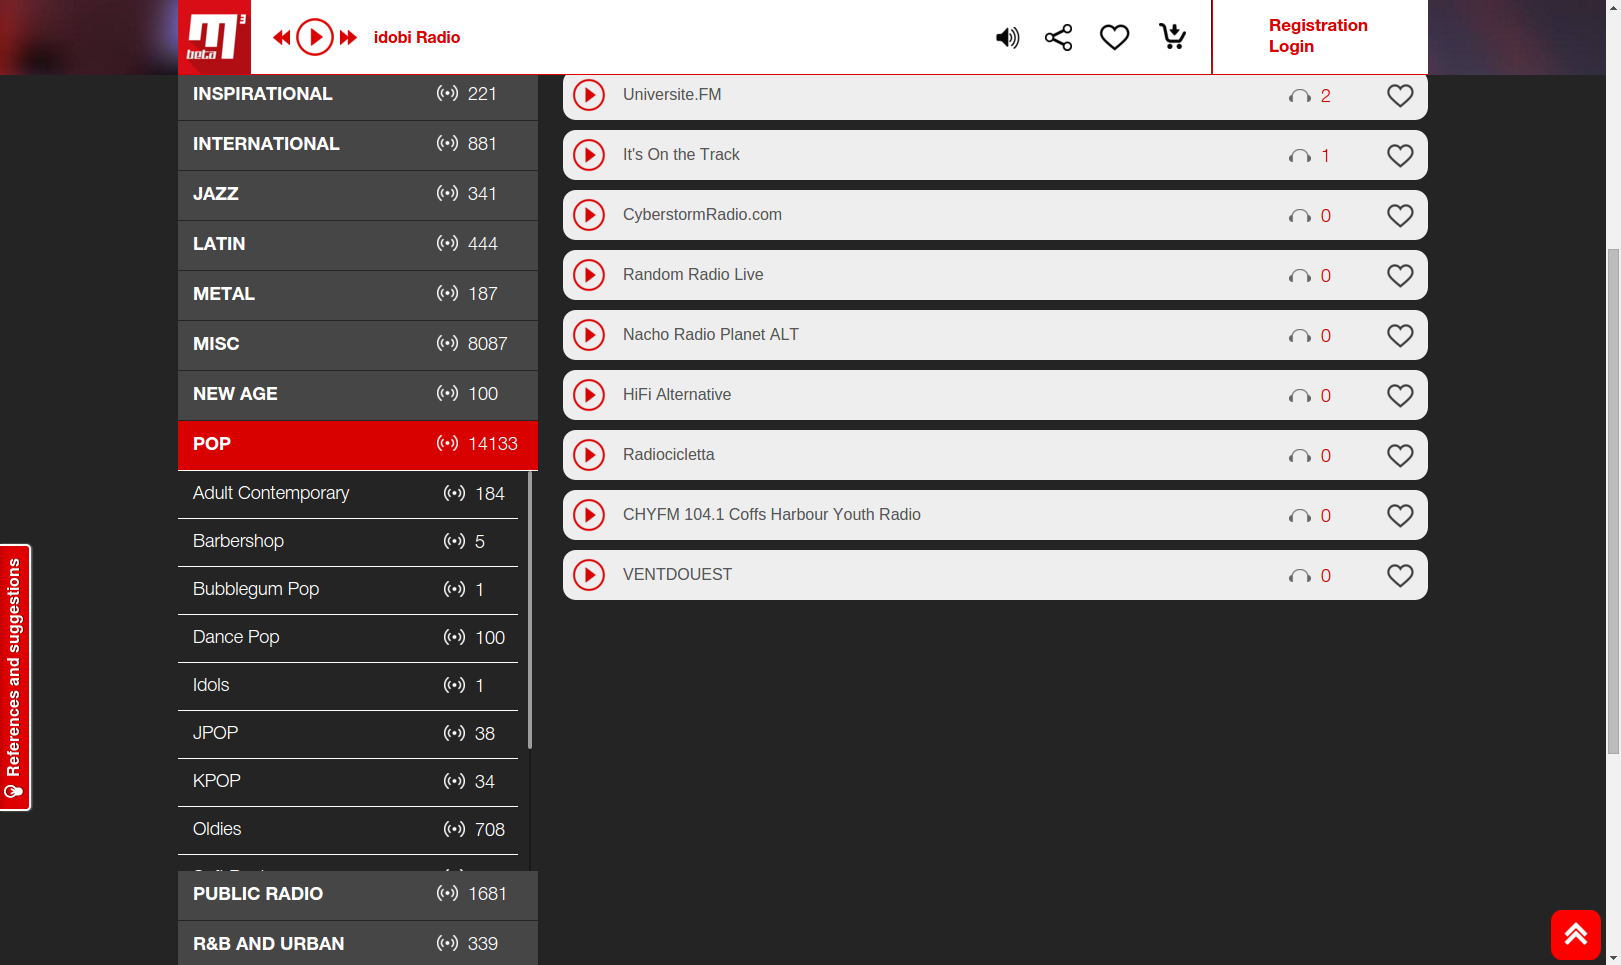 M3
beta
idobi Radio
Registration
Login
INSPIRATIONAL 221
INTERNATIONAL 881
JAZZ 341
LATIN 444
METAL 187
MISC 8087
NEW AGE 100
POP 14133
Adult Contemporary 184
Barbershop 5
Bubblegum Pop 1
Dance Pop 100
Idols 1
JPOP 38
KPOP 34
Oldies 708
PUBLIC RADIO 1681
R&B AND URBAN 339
Universite.FM 2
It's On the Track 1
CyberstormRadio.com 0
Random Radio Live 0
Nacho Radio Planet ALT 0
HiFi Alternative 0
Radiocicletta 0
CHYFM 104.1 Coffs Harbour Youth Radio 0
VENTDOUEST 0
References and suggestions